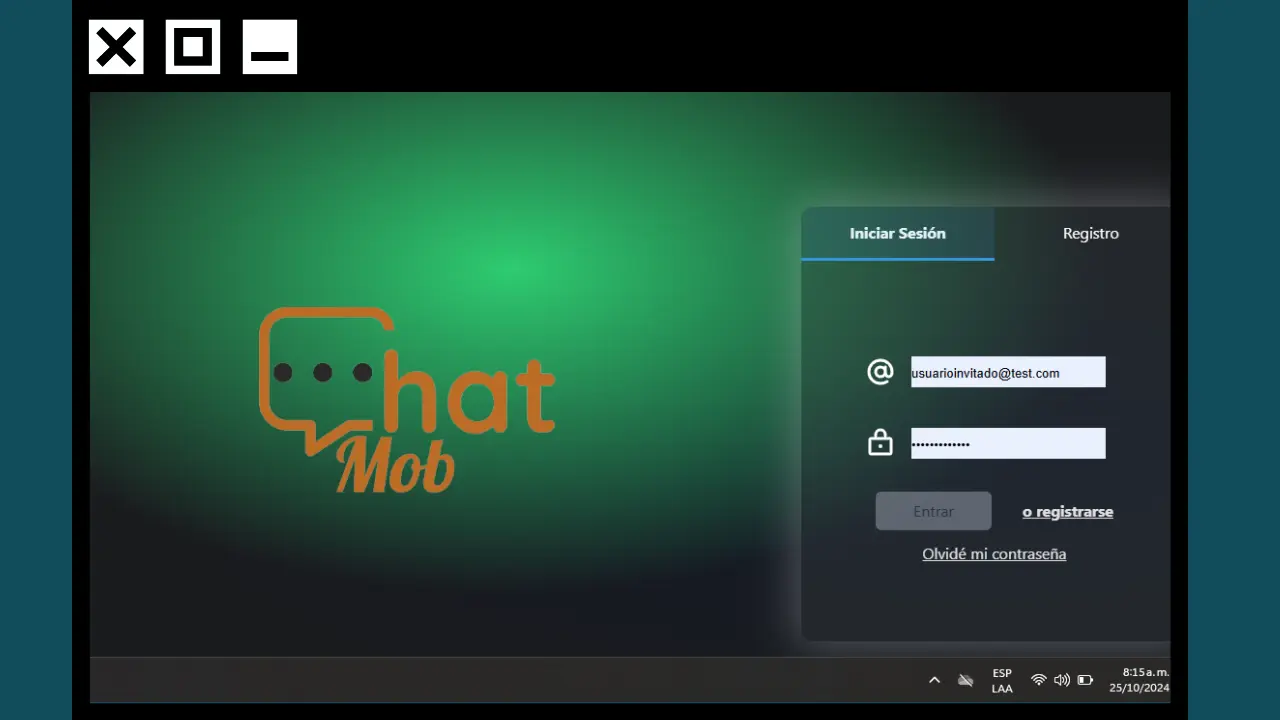 Iniciar Sesión
Registro
Chat
Mob
@ usuarioinvitado@test.com
•••••••••••••
Entrar
o registrarse
Olvidé mi contraseña
ESP
LAA
8:15 a. m.
25/10/2024